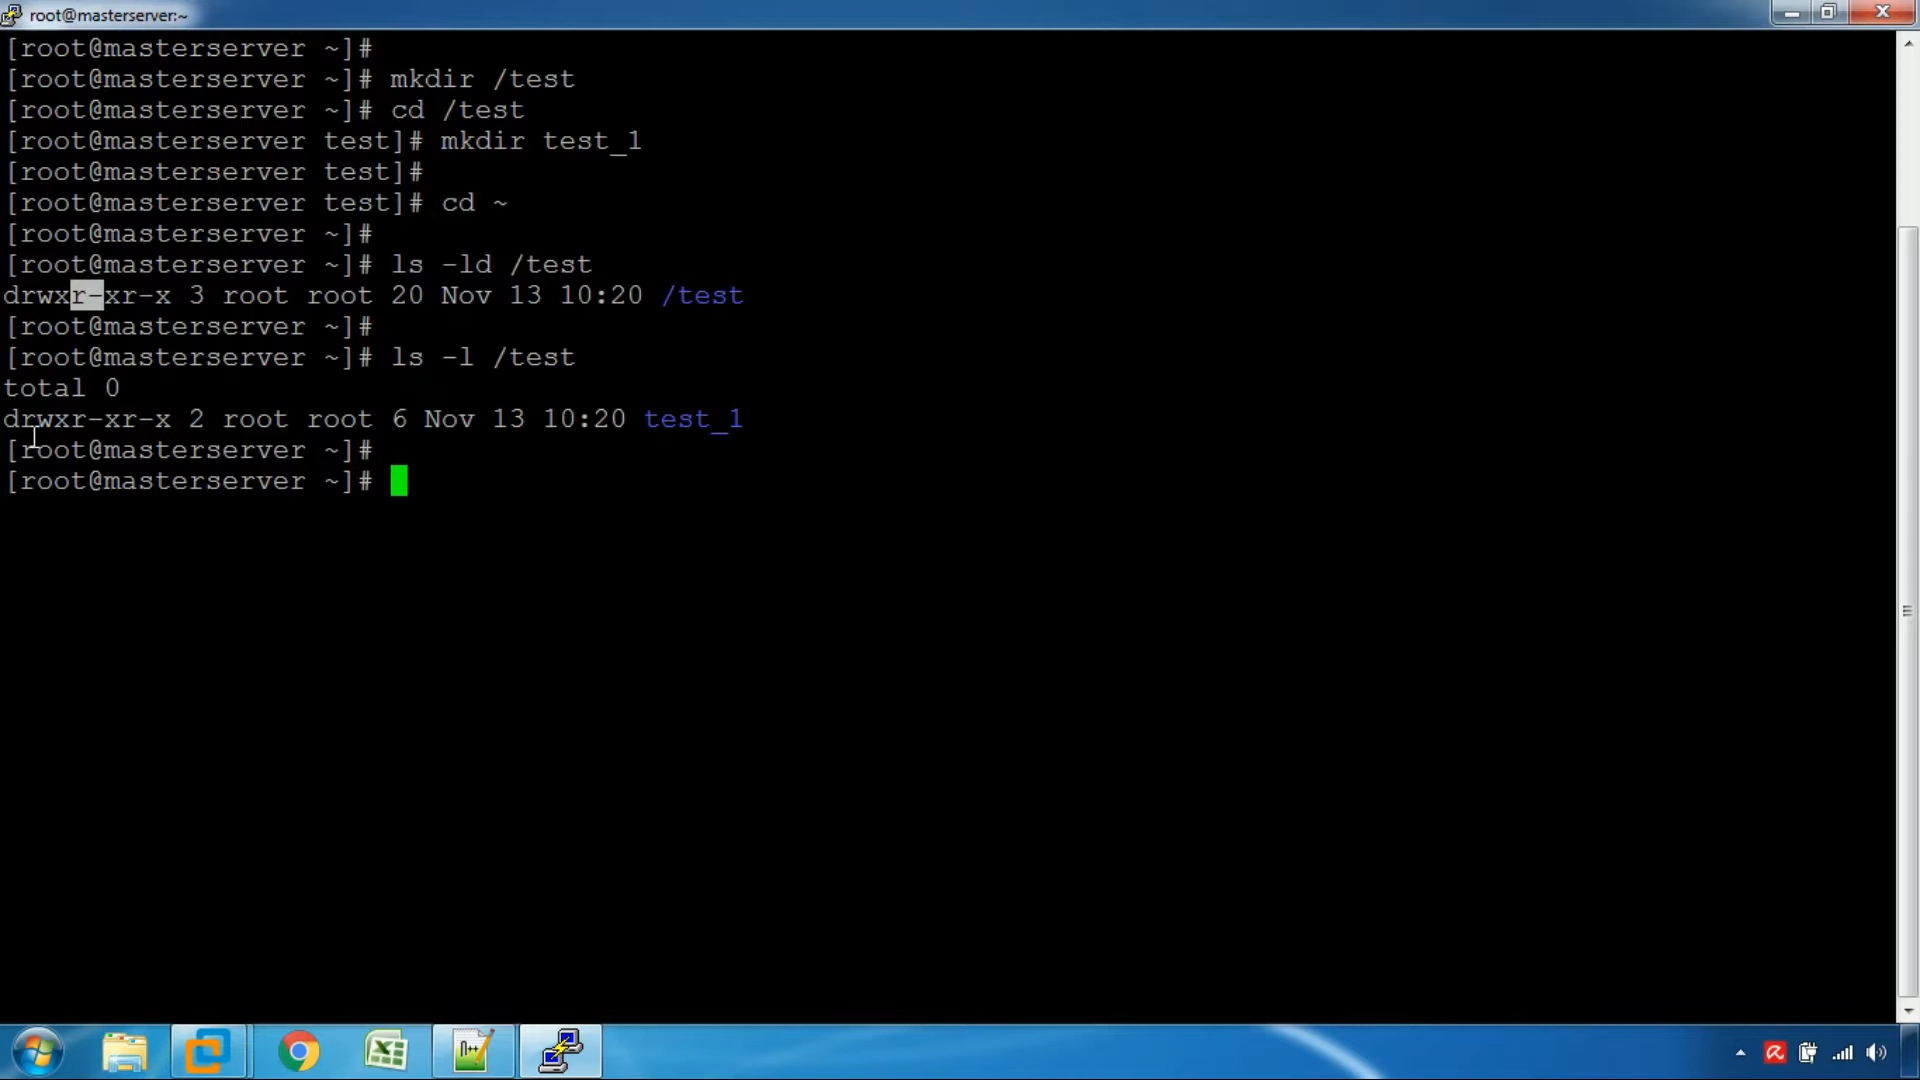 root@masterserver:~
[root@masterserver ~]#
[root@masterserver ~]# mkdir /test
[root@masterserver ~]# cd /test
[root@masterserver test]# mkdir test_1
[root@masterserver test]#
[root@masterserver test]# cd ~
[root@masterserver ~]#
[root@masterserver ~]# ls -ld /test
drwxr-xr-x 3 root root 20 Nov 13 10:20 /test
[root@masterserver ~]#
[root@masterserver ~]# ls -l /test
total 0
drwxr-xr-x 2 root root 6 Nov 13 10:20 test_1
[root@masterserver ~]#
[root@masterserver ~]#